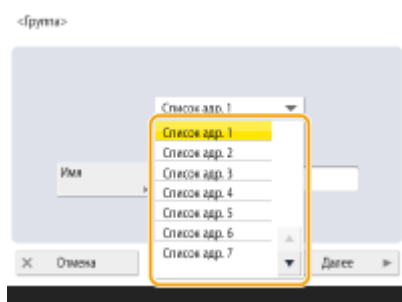 <Группа>
Список адр. 1
Список адр. 1
Список адр. 2
Имя
Список адр. 3
Список адр. 4
Список адр. 5
Список адр. 6
Список адр. 7
Отмена
Далее